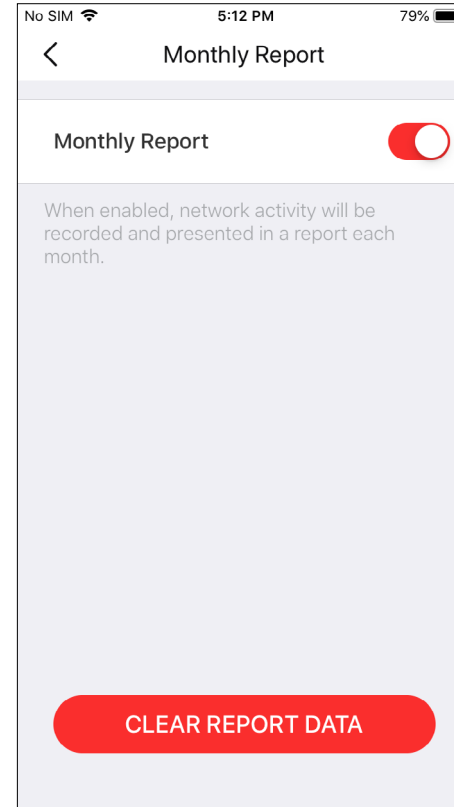 No SIM 5:12 PM 79%
Monthly Report
Monthly Report
When enabled, network activity will be
recorded and presented in a report each
month.
CLEAR REPORT DATA